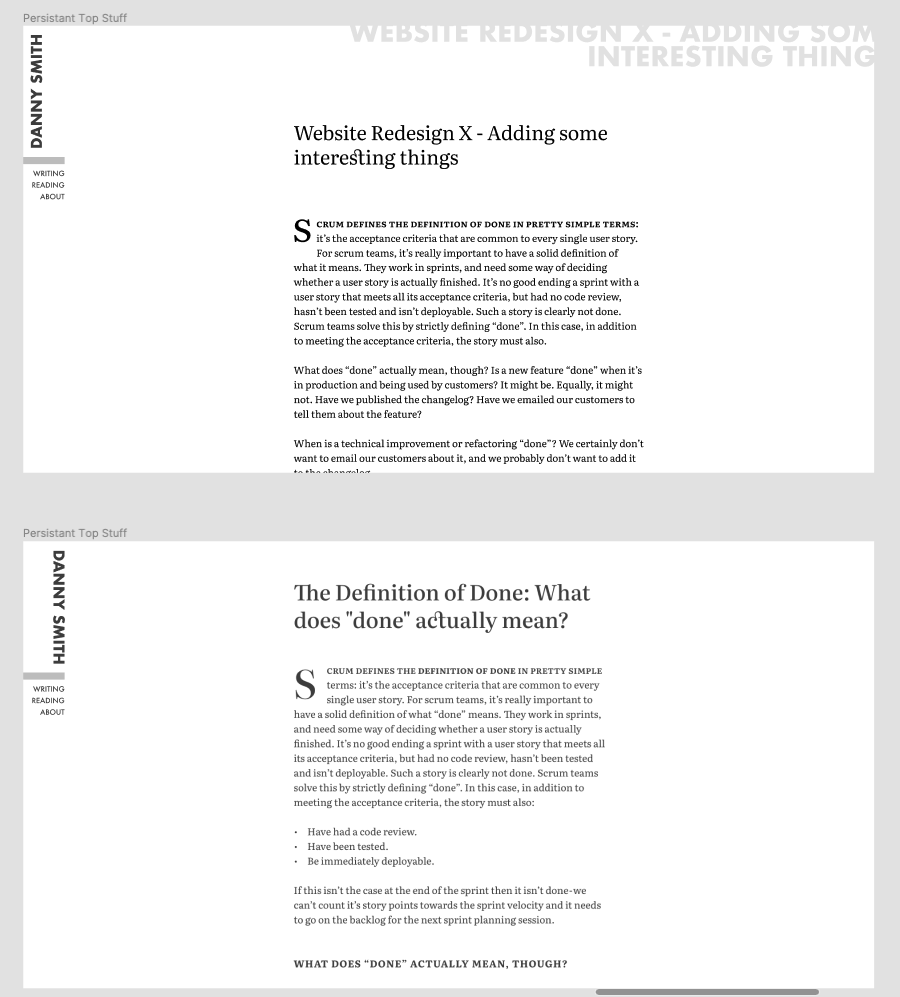 Persistant Top Stuff
WEBSITE REDESIGN X - ADDING SOM
INTERESTING THING
DANNY SMITH
WRITING
READING
ABOUT
Website Redesign X - Adding some
interesting things
SCRUM DEFINES THE DEFINITION OF DONE IN PRETTY SIMPLE TERMS:
it’s the acceptance criteria that are common to every single user story.
For scrum teams, it’s really important to have a solid definition of
what it means. They work in sprints, and need some way of deciding
whether a user story is actually finished. It’s no good ending a sprint with a
user story that meets all its acceptance criteria, but had no code review,
hasn’t been tested and isn’t deployable. Such a story is clearly not done.
Scrum teams solve this by strictly defining “done”. In this case, in addition
to meeting the acceptance criteria, the story must also.
What does “done” actually mean, though? Is a new feature “done” when it’s
in production and being used by customers? It might be. Equally, it might
not. Have we published the changelog? Have we emailed our customers to
tell them about the feature?
When is a technical improvement or refactoring “done”? We certainly don’t
want to email our customers about it, and we probably don’t want to add it
to the changelog
Persistant Top Stuff
DANNY SMITH
WRITING
READING
ABOUT
The Definition of Done: What
does "done" actually mean?
SCRUM DEFINES THE DEFINITION OF DONE IN PRETTY SIMPLE
terms: it’s the acceptance criteria that are common to every
single user story. For scrum teams, it’s really important to
have a solid definition of what “done” means. They work in sprints,
and need some way of deciding whether a user story is actually
finished. It’s no good ending a sprint with a user story that meets all
its acceptance criteria, but had no code review, hasn’t been tested
and isn’t deployable. Such a story is clearly not done. Scrum teams
solve this by strictly defining “done”. In this case, in addition to
meeting the acceptance criteria, the story must also:
• Have had a code review.
• Have been tested.
• Be immediately deployable.
If this isn’t the case at the end of the sprint then it isn’t done-we
can’t count it’s story points towards the sprint velocity and it needs
to go on the backlog for the next sprint planning session.
WHAT DOES “DONE” ACTUALLY MEAN, THOUGH?